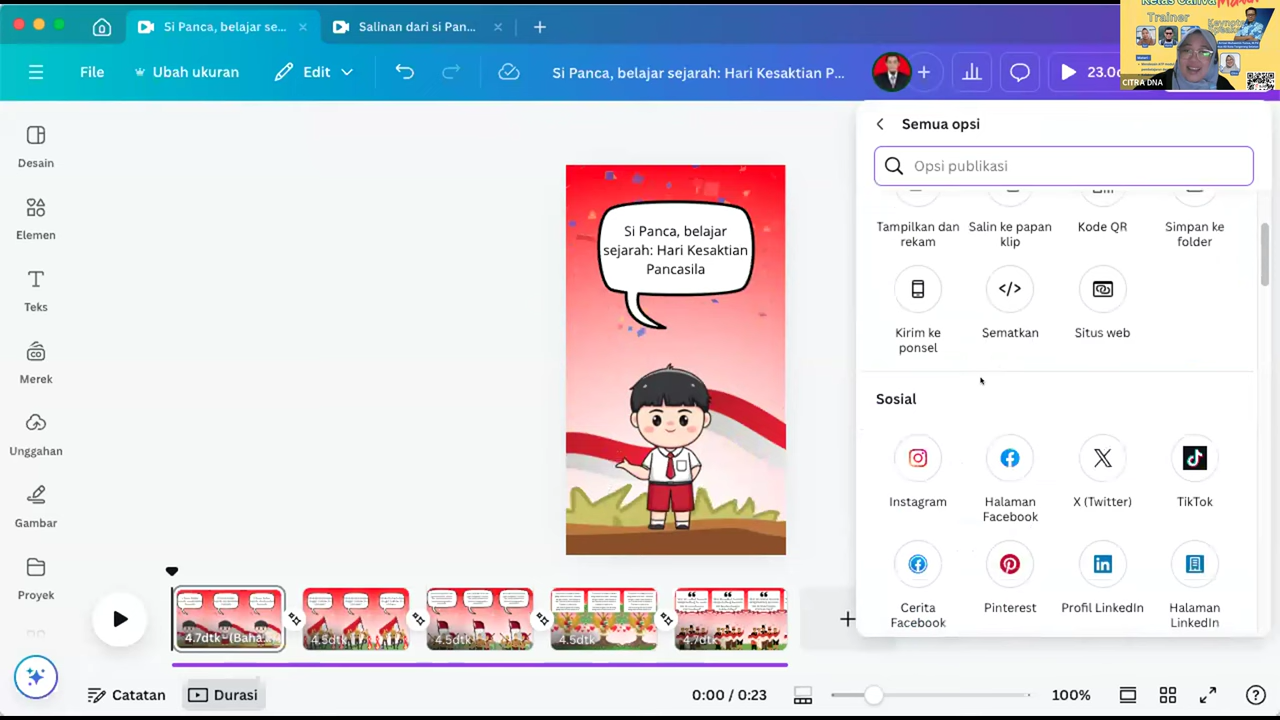 Si Panca, belajar se...
Salinan dari si Pan...
Kelas Canva
Trainer
Keynote
Speaker
CITRA DNA
File
Ubah ukuran
Edit
Si Panca, belajar sejarah: Hari Kesaktian P...
Semua opsi
Opsi publikasi
Tampilkan dan
rekam
Salin ke papan
klip
Kode QR
Simpan ke
folder
Kirim ke
ponsel
Sematkan
Situs web
Sosial
Instagram
Halaman
Facebook
X (Twitter)
TikTok
Cerita
Facebook
Pinterest
Profil LinkedIn
Halaman
LinkedIn
Desain
Elemen
Teks
Merek
Unggahan
Gambar
Proyek
Si Panca, belajar
sejarah: Hari Kesaktian
Pancasila
4.7dtk
4.5dtk
4.5dtk
4.5dtk
4.7dtk
Catatan
Durasi
0:00 / 0:23
100%